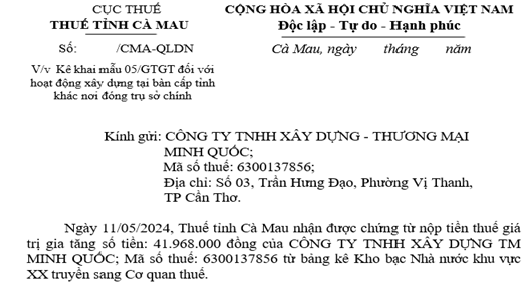 CỤC THUẾ
THUẾ TỈNH CÀ MAU
Số: /CMA-QLDN
V/v Kê khai mẫu 05/GTGT đối với
hoạt động xây dựng tại bàn cấp tỉnh
khác nơi đóng trụ sở chính
CỘNG HÒA XÃ HỘI CHỦ NGHĨA VIỆT NAM
Độc lập - Tự do - Hạnh phúc
Cà Mau, ngày tháng năm
Kính gửi: CÔNG TY TNHH XÂY DỰNG - THƯƠNG MẠI
MINH QUỐC;
Mã số thuế: 6300137856;
Địa chỉ: Số 03, Trần Hưng Đạo, Phường Vị Thanh,
TP Cần Thơ.
Ngày 11/05/2024, Thuế tỉnh Cà Mau nhận được chứng từ nộp tiền thuế giá
trị gia tăng số tiền: 41.968.000 đồng của CÔNG TY TNHH XÂY DỰNG TM
MINH QUỐC; Mã số thuế: 6300137856 từ bảng kê Kho bạc Nhà nước khu vực
XX truyền sang Cơ quan thuế.